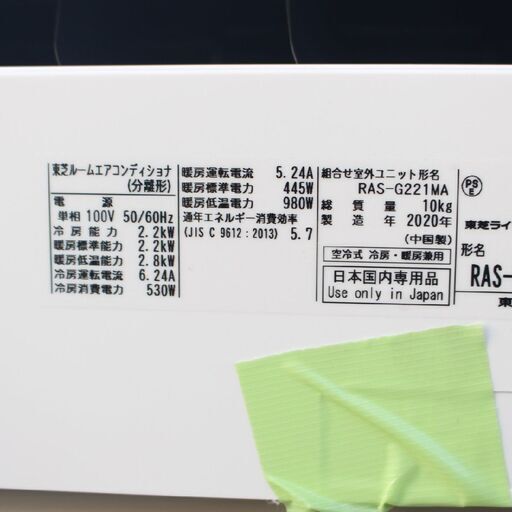 東芝ルームエアコンディショナ
(分離形)
電 源
単相 100V 50/60Hz
冷 房 能 力 2.2kW
暖房標準能力 2.2kW
暖房低温能力 2.8kW
冷房運転電流 6.24A
冷房消費電力 530W
暖房運転電流 5.24A
暖房標準電力 445W
暖房低温電力 980W
通年エネルギー消費効率
(JIS C 9612:2013) 5.7
組合せ室外ユニット形名
RAS-G221MA
総 質 量 10kg
製 造 年 2020年
(中国製)
空冷式 冷房・暖房兼用
日本国内専用品
Use only in Japan
PS
E
東芝ライ
形名
RAS-
東